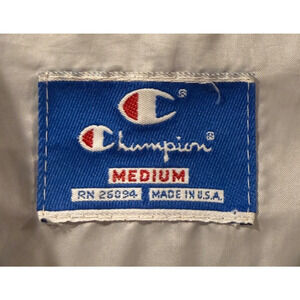 C®
Champion®
MEDIUM
RN 26094 MADE IN U.S.A.